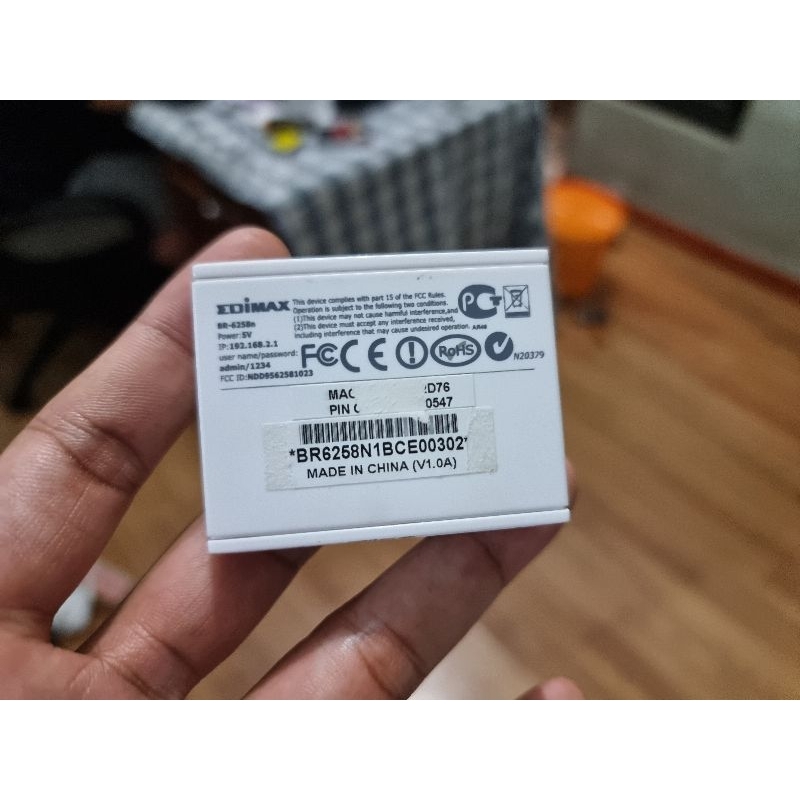 EDIMAX
BR-6258n
Power:5V
IP:192.168.2.1
user name/password:
admin/1234
FCC ID:NDD9562581023
This device complies with part 15 of the FCC Rules.
Operation is subject to the following two conditions.
(1)This device may not cause harmful interference,and
(2)This device must accept any interference received,
including interference that may cause undesired operation.
FC CE RoHS N20379
MAC D76
PIN 0547
*BR6258N1BCE00302*
MADE IN CHINA (V1.0A)